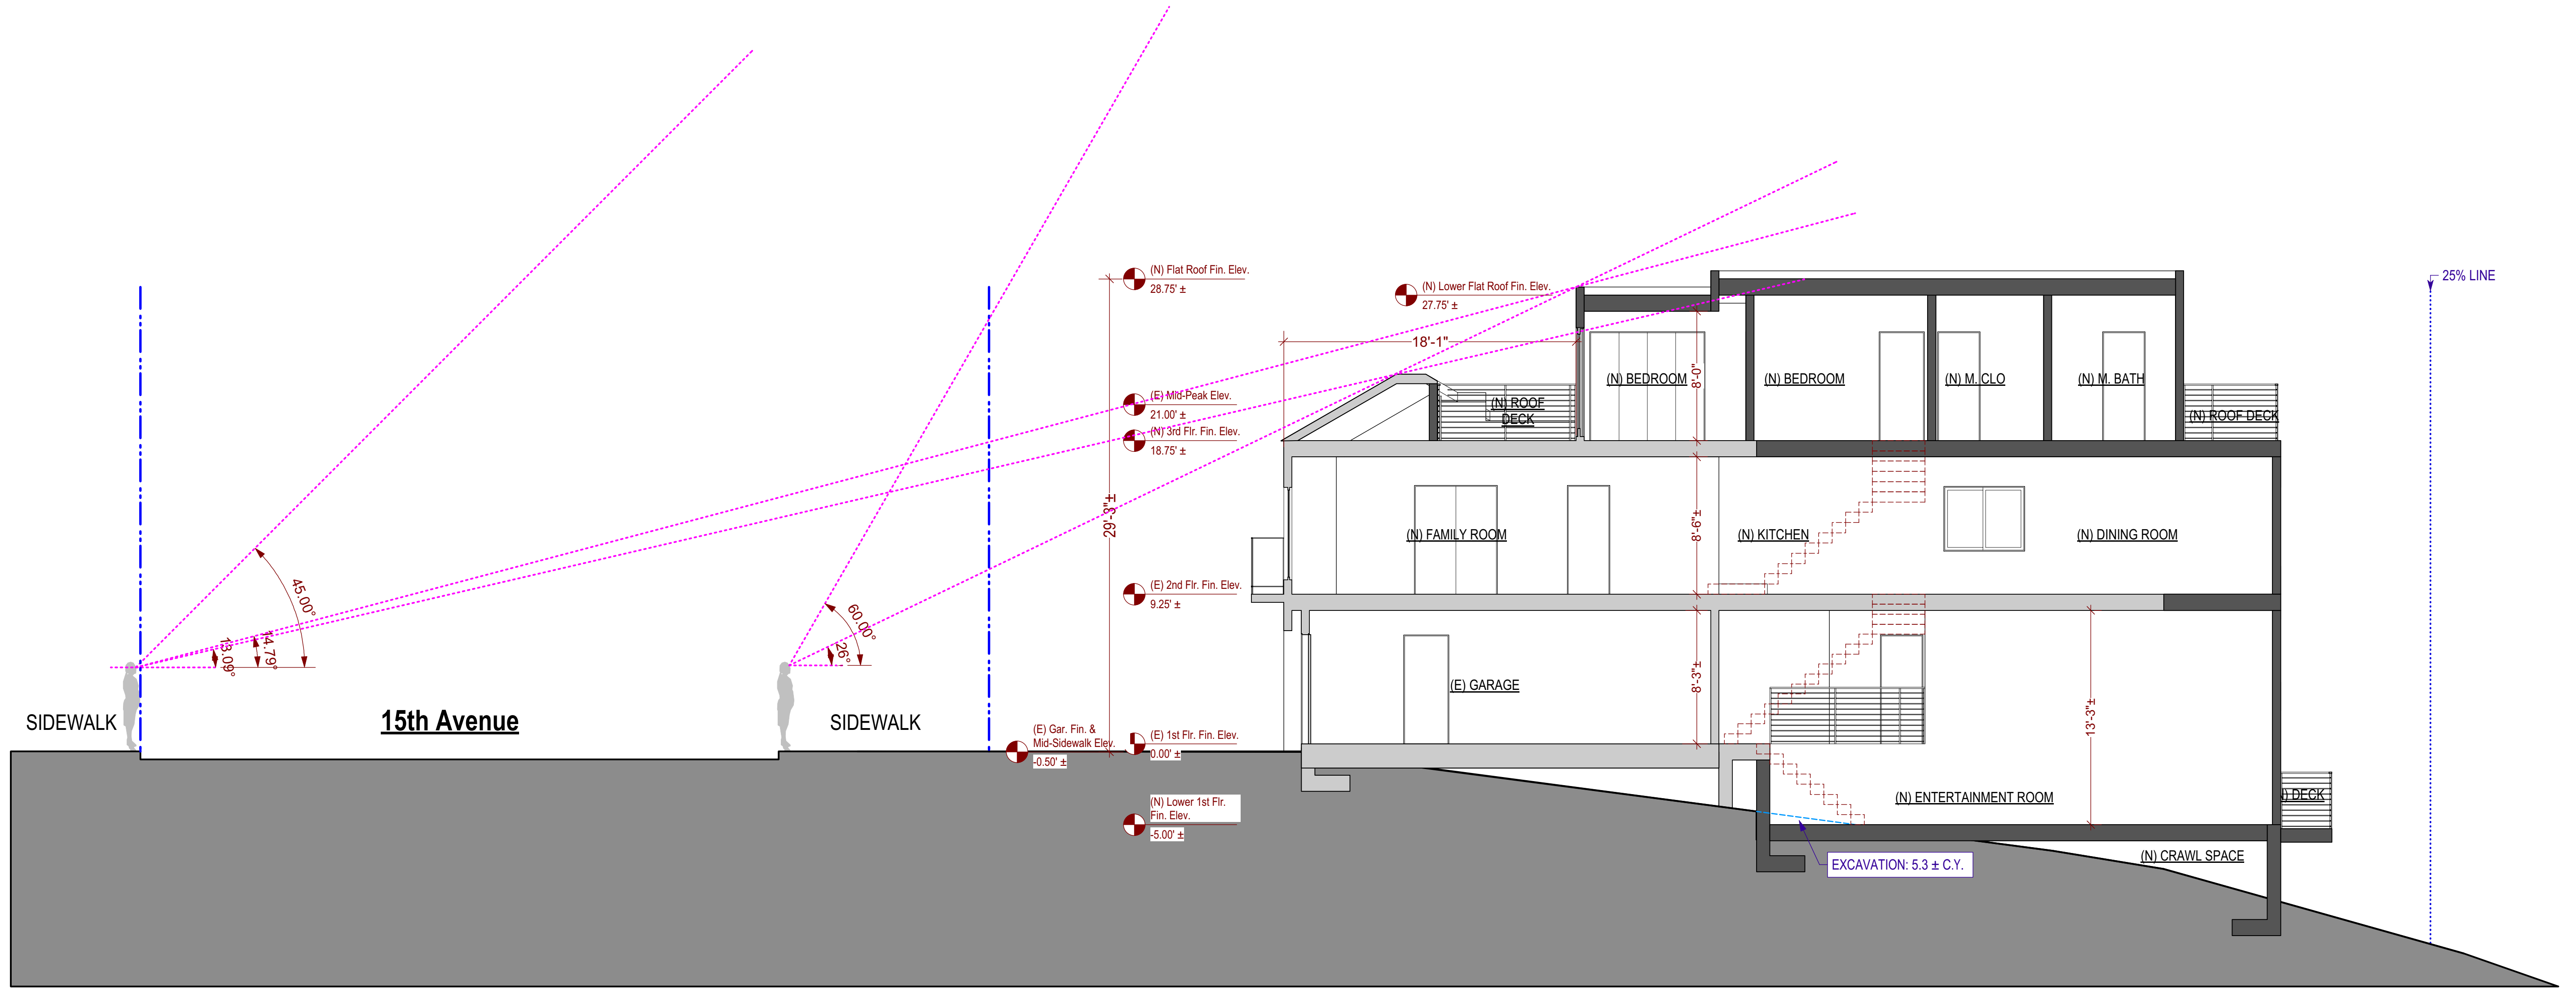 (N) Flat Roof Fin. Elev.
28.75' ±
25% LINE
(N) Lower Flat Roof Fin. Elev.
27.75' ±
18'-1"
(N) BEDROOM
8'-0"
(N) BEDROOM
(N) M. CLO
(N) M. BATH
(E) Mid-Peak Elev.
21.00' ±
(N) ROOF
DECK
(N) ROOF DECK
(N) 3rd Flr. Fin. Elev.
18.75' ±
29'-3"±
(N) FAMILY ROOM
8'-6"±
(N) KITCHEN
(N) DINING ROOM
(E) 2nd Flr. Fin. Elev.
9.25' ±
45.00°
14.79°
13.09°
60.00°
26°
(E) GARAGE
8'-3"±
13'-3"±
SIDEWALK
15th Avenue
SIDEWALK
(E) Gar. Fin. &
Mid-Sidewalk Elev.
-0.50' ±
(E) 1st Flr. Fin. Elev.
0.00' ±
(N) Lower 1st Flr.
Fin. Elev.
-5.00' ±
(N) ENTERTAINMENT ROOM
) DECK
(N) CRAWL SPACE
EXCAVATION: 5.3 ± C.Y.